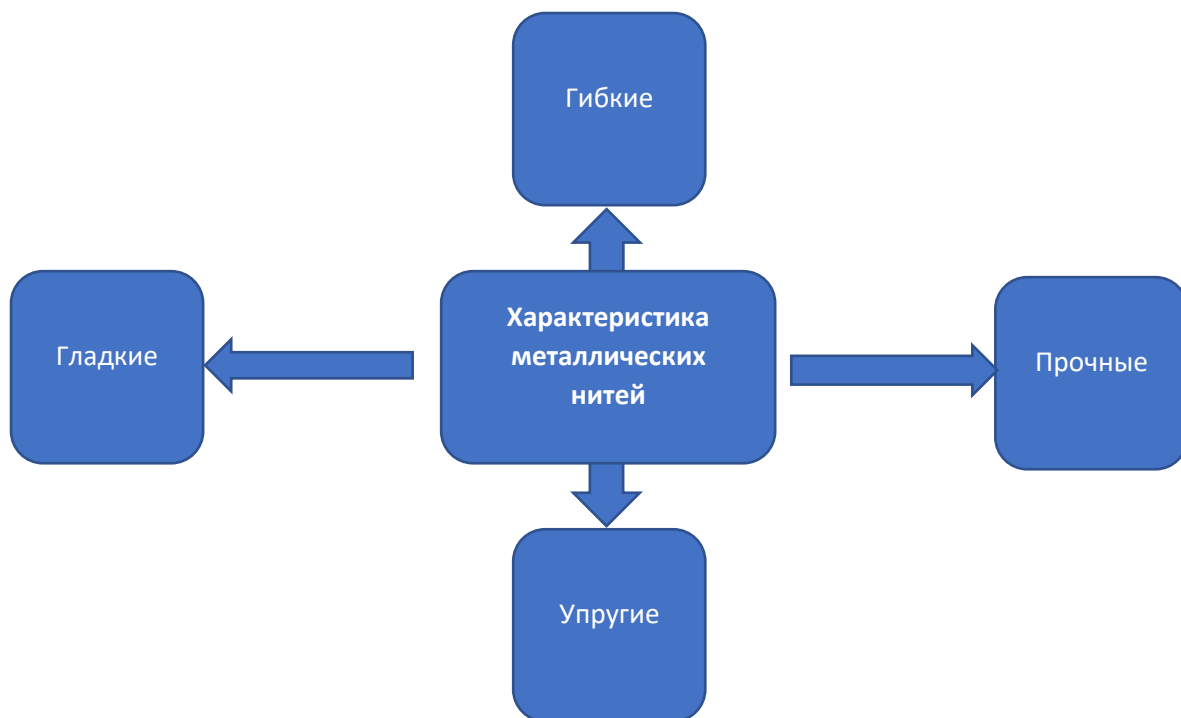 Гибкие
Характеристика
металлических
нитей
Гладкие
Прочные
Упругие